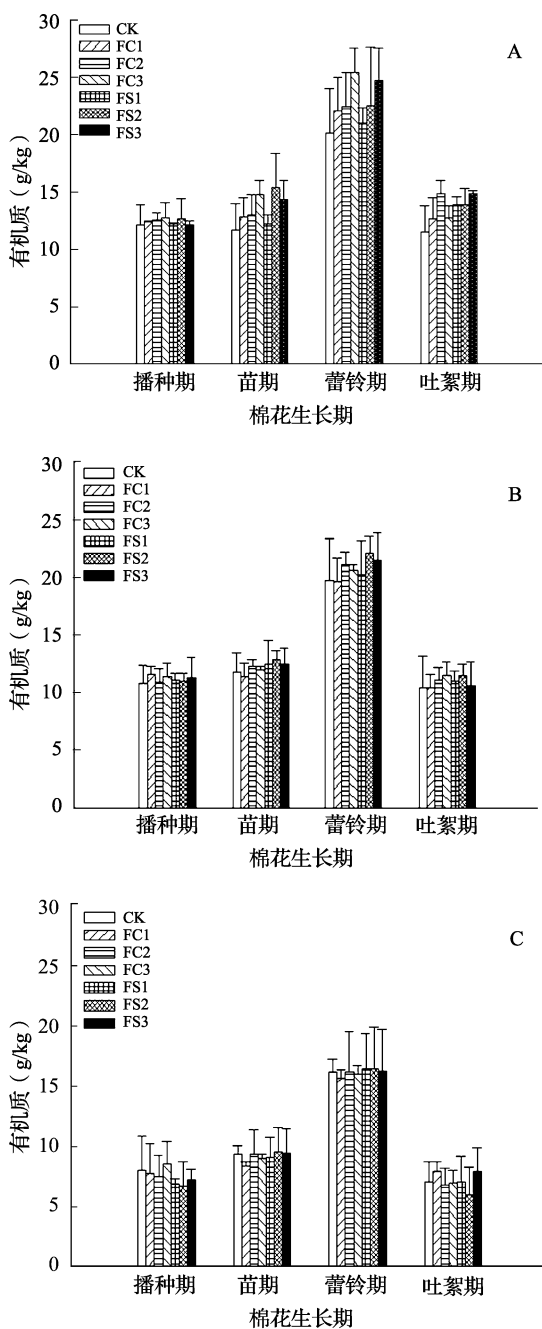 A
30
25
20
15
10
5
0
有机质（g/kg）
CK
FC1
FC2
FC3
FS1
FS2
FS3
播种期 苗期 蕾铃期 吐絮期
棉花生长期
B
30
25
20
15
10
5
0
有机质（g/kg）
CK
FC1
FC2
FC3
FS1
FS2
FS3
播种期 苗期 蕾铃期 吐絮期
棉花生长期
C
30
25
20
15
10
5
0
有机质（g/kg）
CK
FC1
FC2
FC3
FS1
FS2
FS3
播种期 苗期 蕾铃期 吐絮期
棉花生长期